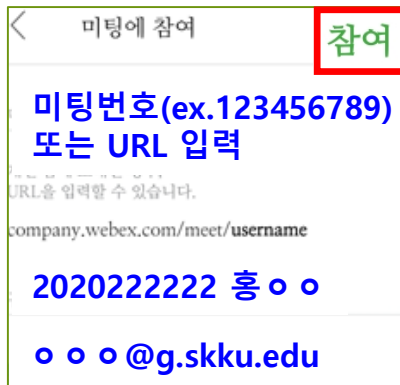 미팅에 참여
참여
미팅번호(ex.123456789)
또는 URL 입력
URL을 입력할 수 있습니다.
company.webex.com/meet/username
2020222222 홍ㅇㅇ
ㅇㅇㅇ@g.skku.edu